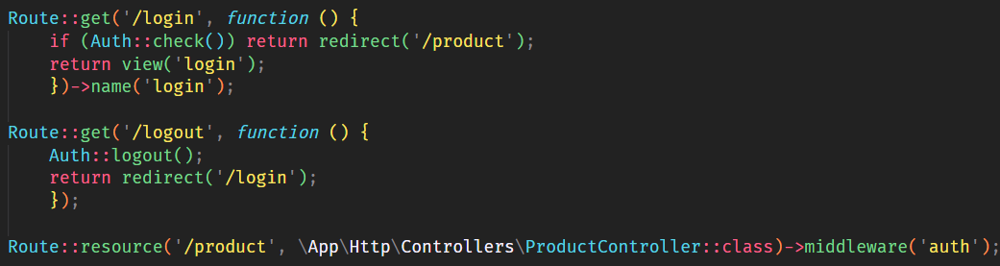 Route::get('/login', function () {
    if (Auth::check()) return redirect('/product');
    return view('login');
    })->name('login');

Route::get('/logout', function () {
    Auth::logout();
    return redirect('/login');
    });

Route::resource('/product', \App\Http\Controllers\ProductController::class)->middleware('auth');